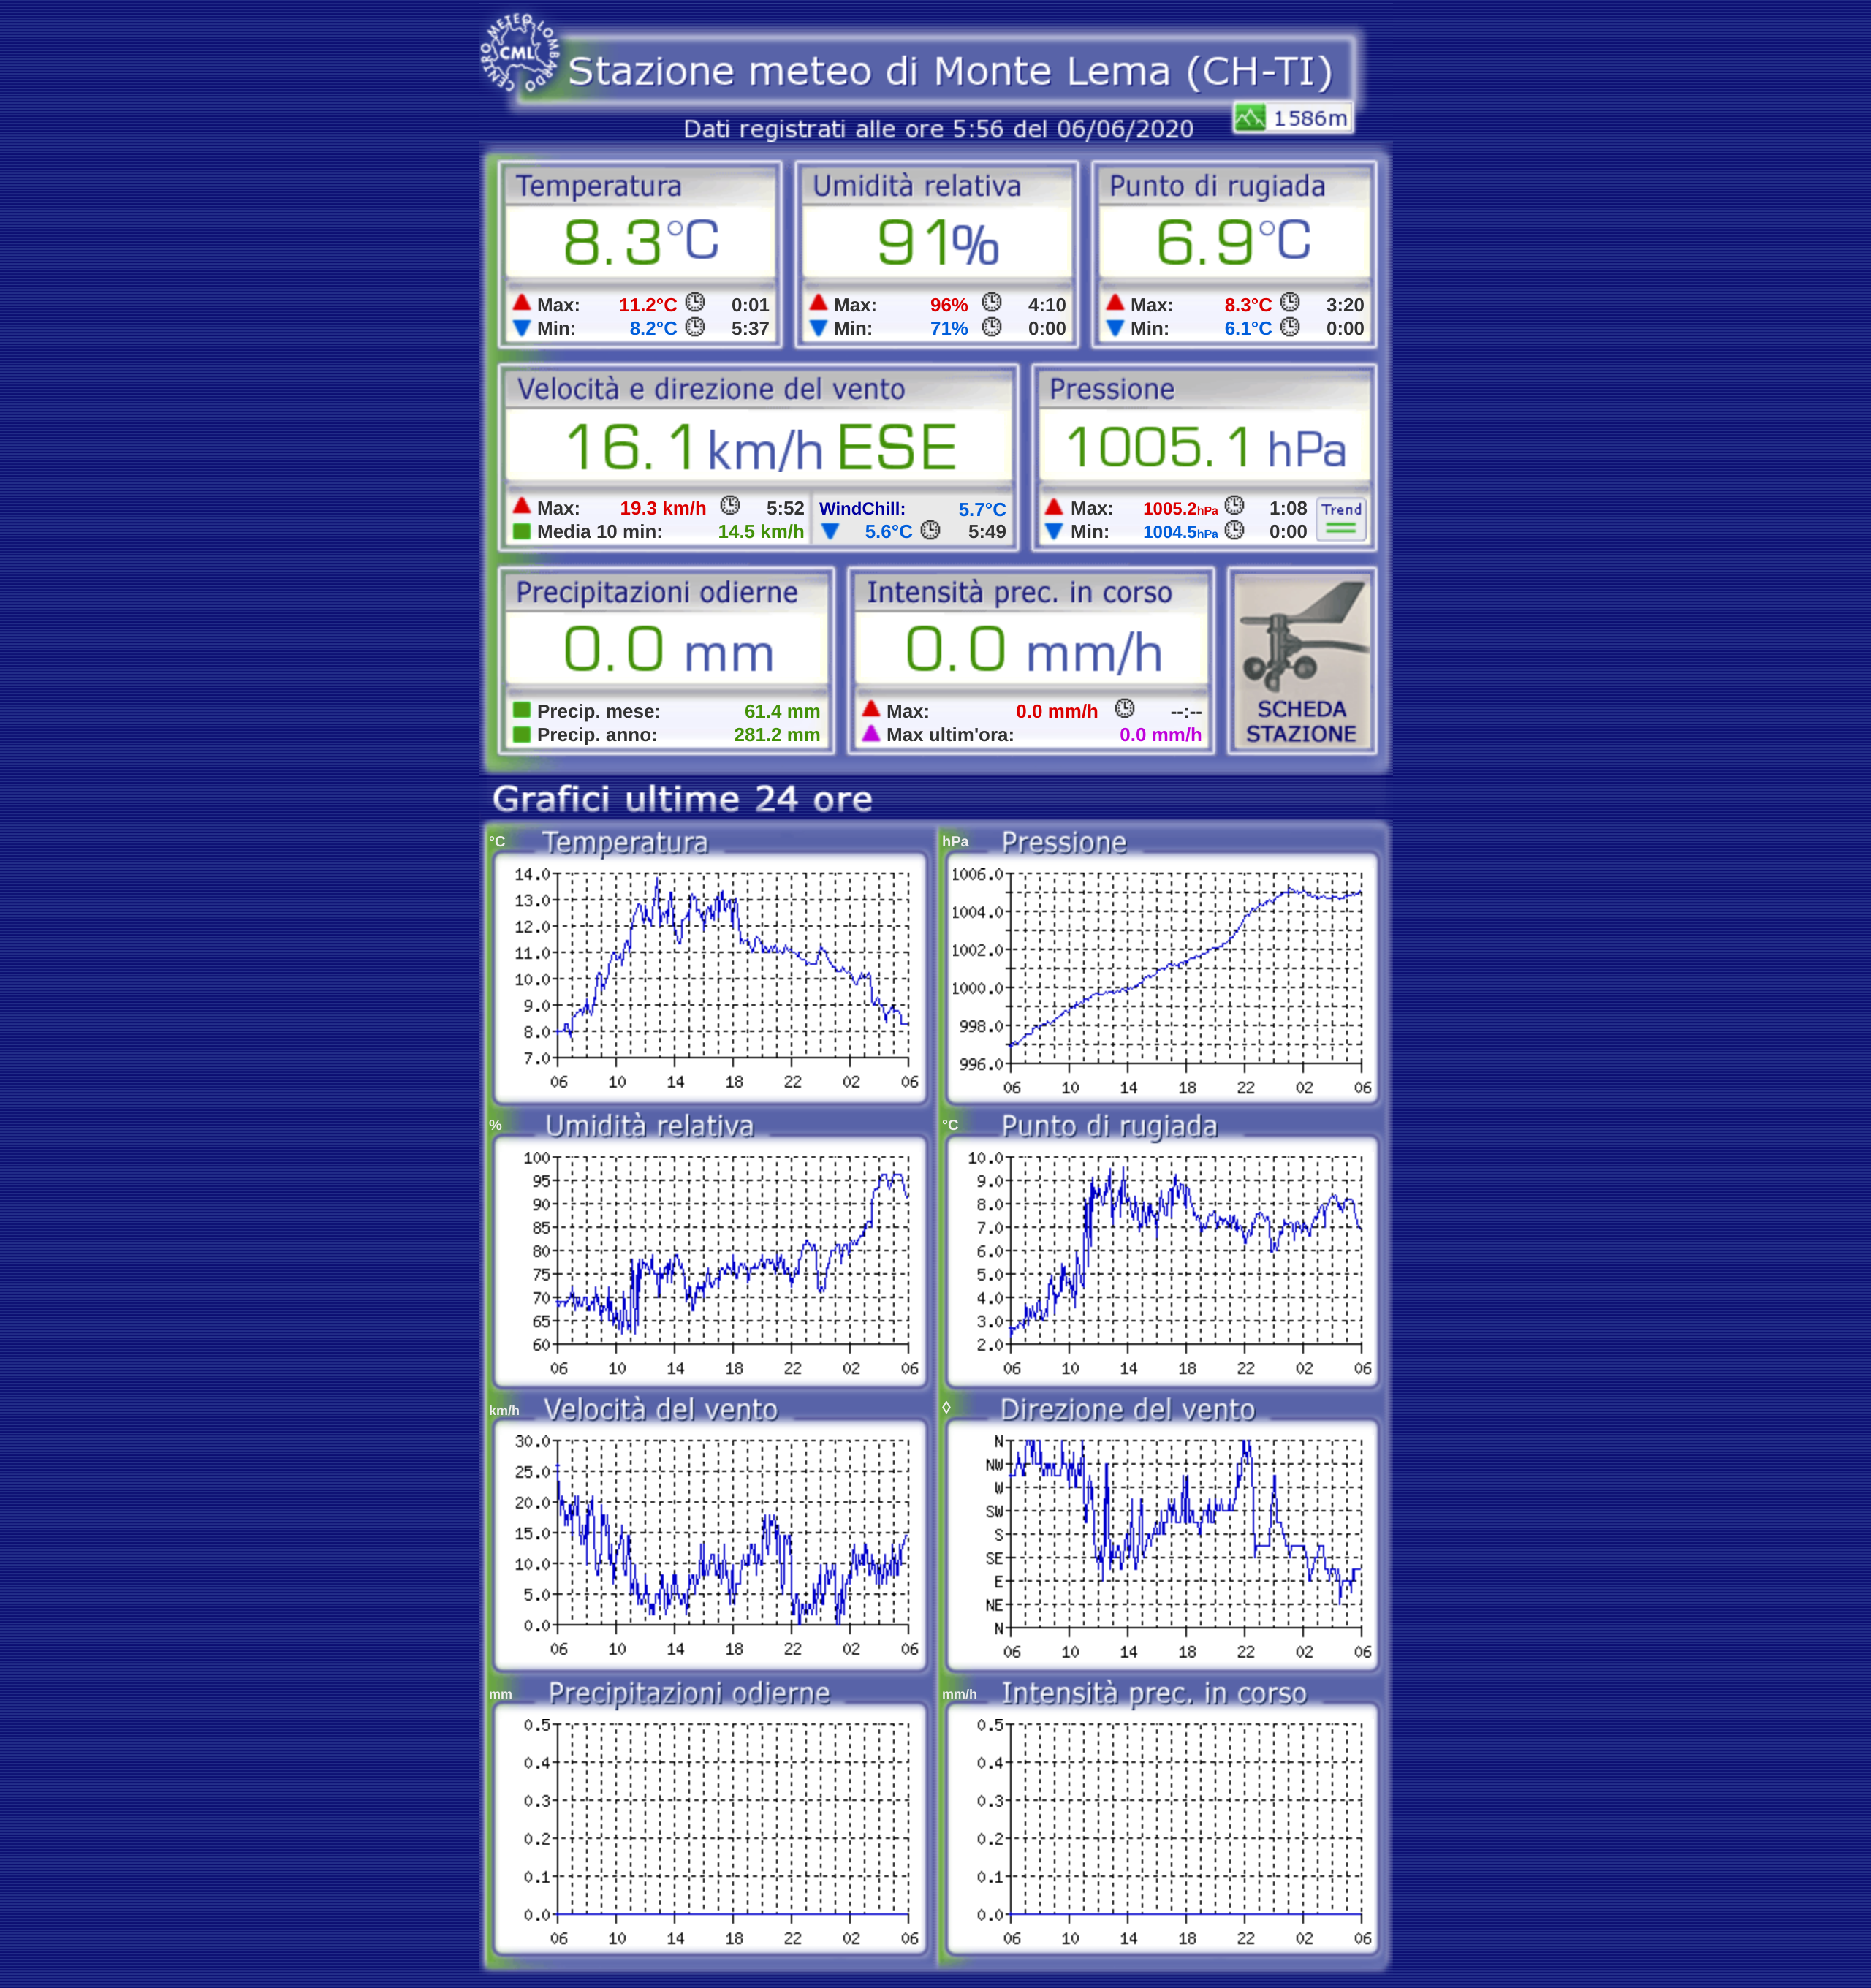 CENTRO METEO LOMBARDO
CML
Stazione meteo di Monte Lema (CH-TI)
1586m
Dati registrati alle ore 5:56 del 06/06/2020
Temperatura Umidità relativa Punto di rugiada
8.3°C 91% 6.9°C
Max: 11.2°C 0:01 Max: 96% 4:10 Max: 8.3°C 3:20
Min: 8.2°C 5:37 Min: 71% 0:00 Min: 6.1°C 0:00
Velocità e direzione del vento Pressione
16.1 km/h ESE 1005.1 hPa
Max: 19.3 km/h 5:52 WindChill: 5.7°C Max: 1005.2hPa 1:08 Trend
Media 10 min: 14.5 km/h 5.6°C 5:49 Min: 1004.5hPa 0:00
Precipitazioni odierne Intensità prec. in corso
0.0 mm 0.0 mm/h
Precip. mese: 61.4 mm Max: 0.0 mm/h --:-- SCHEDA
Precip. anno: 281.2 mm Max ultim'ora: 0.0 mm/h STAZIONE
Grafici ultime 24 ore
°C Temperatura
14.0
13.0
12.0
11.0
10.0
9.0
8.0
7.0
06 10 14 18 22 02 06
hPa Pressione
1006.0
1004.0
1002.0
1000.0
998.0
996.0
06 10 14 18 22 02 06
% Umidità relativa
100
95
90
85
80
75
70
65
60
06 10 14 18 22 02 06
°C Punto di rugiada
10.0
9.0
8.0
7.0
6.0
5.0
4.0
3.0
2.0
06 10 14 18 22 02 06
km/h Velocità del vento
30.0
25.0
20.0
15.0
10.0
5.0
0.0
06 10 14 18 22 02 06
◊ Direzione del vento
N
NW
W
SW
S
SE
E
NE
N
06 10 14 18 22 02 06
mm Precipitazioni odierne
0.5
0.4
0.3
0.2
0.1
0.0
06 10 14 18 22 02 06
mm/h Intensità prec. in corso
0.5
0.4
0.3
0.2
0.1
0.0
06 10 14 18 22 02 06